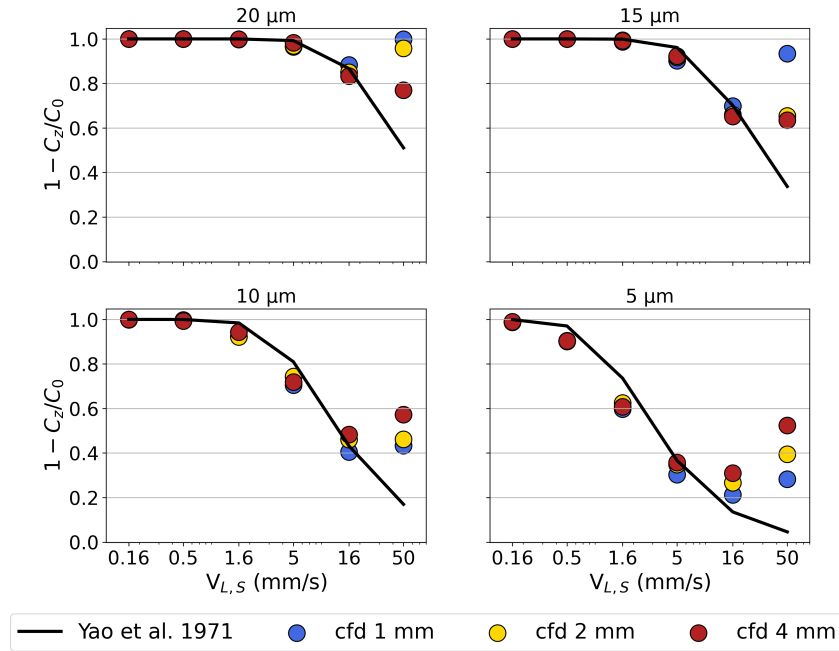 20 μm
15 μm
1.0
0.8
0.6
0.4
0.2
0.0
1 − C_z/C_0
10 μm
5 μm
1.0
0.8
0.6
0.4
0.2
0.0
1 − C_z/C_0
0.16 0.5 1.6 5 16 50
0.16 0.5 1.6 5 16 50
V_{L,S} (mm/s)
V_{L,S} (mm/s)
Yao et al. 1971 cfd 1 mm cfd 2 mm cfd 4 mm